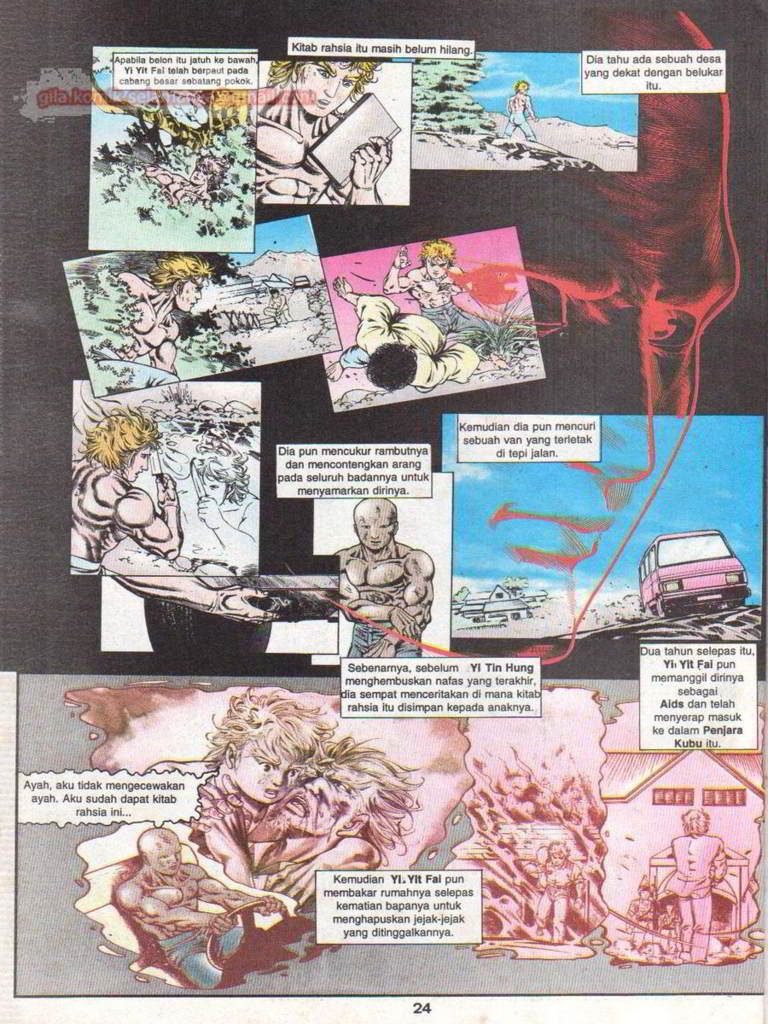 Apabila belon itu jatuh ke bawah,
Yi Yit Fai telah berpaut pada
cabang besar sebatang pokok.
Kitab rahsia itu masih belum hilang.
Dia tahu ada sebuah desa
yang dekat dengan belukar
itu.
Dia pun mencukur rambutnya
dan mencontengkan arang
pada seluruh badannya untuk
menyamarkan dirinya.
Kemudian dia pun mencuri
sebuah van yang terletak
di tepi jalan.
Sebenarnya, sebelum Yi Tin Hung
menghembuskan nafas yang terakhir,
dia sempat menceritakan di mana kitab
rahsia itu disimpan kepada anaknya.
Dua tahun selepas itu,
Yi Yit Fai pun
memanggil dirinya
sebagai
Aids dan telah
menyerap masuk
ke dalam Penjara
Kubu itu.
Ayah, aku tidak mengecewakan
ayah. Aku sudah dapat kitab
rahsia ini...
Kemudian Yi Yit Fai pun
membakar rumahnya selepas
kematian bapanya untuk
menghapuskan jejak-jejak
yang ditinggalkannya.
24